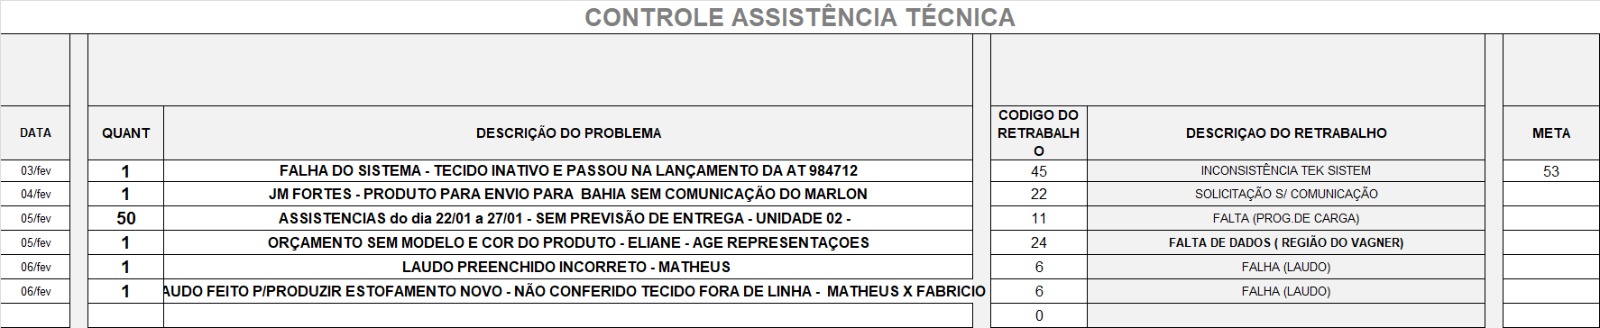 CONTROLE ASSISTÊNCIA TÉCNICA
DATA QUANT DESCRIÇÃO DO PROBLEMA CODIGO DO RETRABALH O DESCRIÇAO DO RETRABALHO META
03/fev 1 FALHA DO SISTEMA - TECIDO INATIVO E PASSOU NA LANÇAMENTO DA AT 984712 45 INCONSISTÊNCIA TEK SISTEM 53
04/fev 1 JM FORTES - PRODUTO PARA ENVIO PARA BAHIA SEM COMUNICAÇÃO DO MARLON 22 SOLICITAÇÃO S/ COMUNICAÇÃO
05/fev 50 ASSISTENCIAS do dia 22/01 a 27/01 - SEM PREVISÃO DE ENTREGA - UNIDADE 02 - 11 FALTA (PROG.DE CARGA)
05/fev 1 ORÇAMENTO SEM MODELO E COR DO PRODUTO - ELIANE - AGE REPRESENTAÇOES 24 FALTA DE DADOS ( REGIÃO DO VAGNER)
06/fev 1 LAUDO PREENCHIDO INCORRETO - MATHEUS 6 FALHA (LAUDO)
06/fev 1 AUDO FEITO P/PRODUZIR ESTOFAMENTO NOVO - NÃO CONFERIDO TECIDO FORA DE LINHA - MATHEUS X FABRICIO 6 FALHA (LAUDO)
0